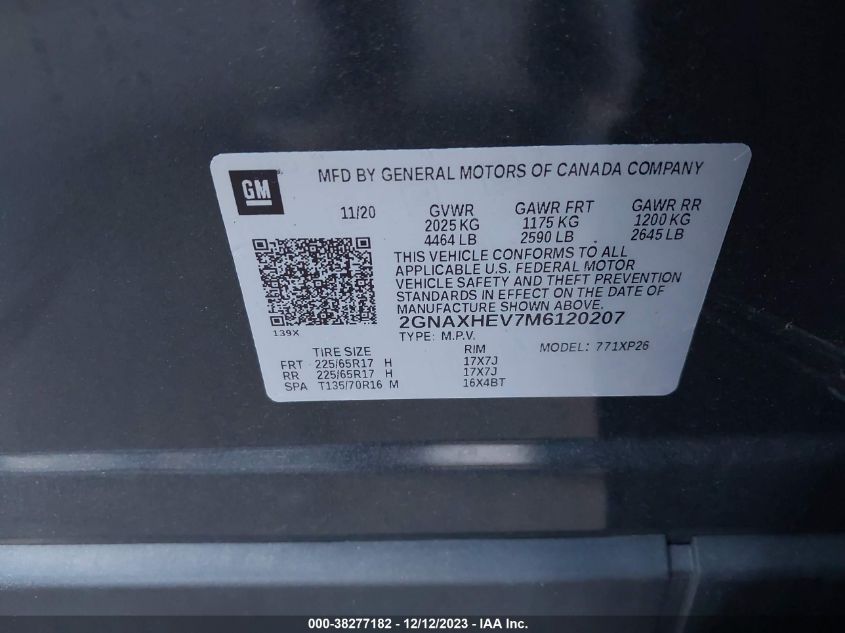 GM
MFD BY GENERAL MOTORS OF CANADA COMPANY
11/20 GVWR GAWR FRT GAWR RR
2025 KG 1175 KG 1200 KG
4464 LB 2590 LB 2645 LB
THIS VEHICLE CONFORMS TO ALL
APPLICABLE U.S. FEDERAL MOTOR
VEHICLE SAFETY AND THEFT PREVENTION
STANDARDS IN EFFECT ON THE DATE OF
MANUFACTURE SHOWN ABOVE.
2GNAXHEV7M6120207
139X
TYPE: M.P.V. MODEL: 771XP26
TIRE SIZE RIM
FRT 225/65R17 H 17X7J
RR 225/65R17 H 17X7J
SPA T135/70R16 M 16X4BT
000-38277182 - 12/12/2023 - IAA Inc.